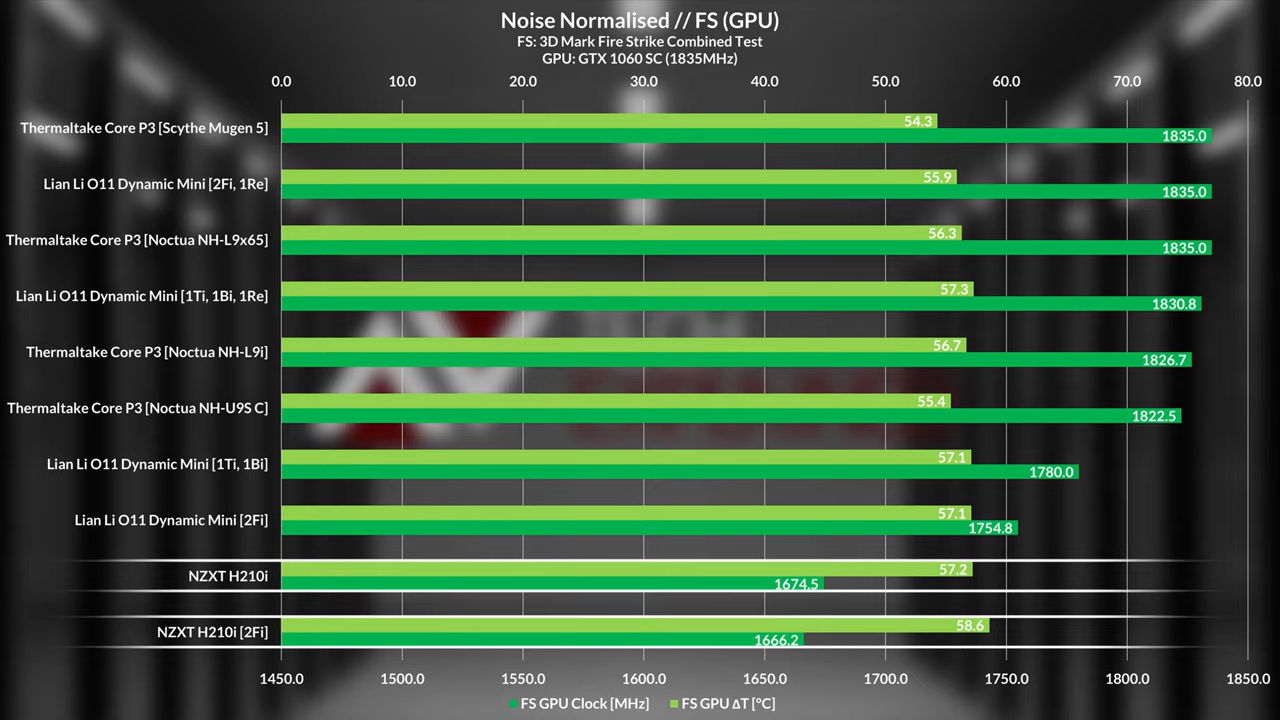 Noise Normalised // FS (GPU)
FS: 3D Mark Fire Strike Combined Test
GPU: GTX 1060 SC (1835MHz)
0.0 10.0 20.0 30.0 40.0 50.0 60.0 70.0 80.0
Thermaltake Core P3 [Scythe Mugen 5] 54.3
1835.0
Lian Li O11 Dynamic Mini [2Fi, 1Re] 55.9
1835.0
Thermaltake Core P3 [Noctua NH-L9x65] 56.3
1835.0
Lian Li O11 Dynamic Mini [1Ti, 1Bi, 1Re] 57.3
1830.8
Thermaltake Core P3 [Noctua NH-L9i] 56.7
1826.7
Thermaltake Core P3 [Noctua NH-U9S C] 55.4
1822.5
Lian Li O11 Dynamic Mini [1Ti, 1Bi] 57.1
1780.0
Lian Li O11 Dynamic Mini [2Fi] 57.1
1754.8
NZXT H210i 57.2
1674.5
NZXT H210i [2Fi] 58.6
1666.2
1450.0 1500.0 1550.0 1600.0 1650.0 1700.0 1750.0 1800.0 1850.0
FS GPU Clock [MHz] FS GPU ΔT [°C]